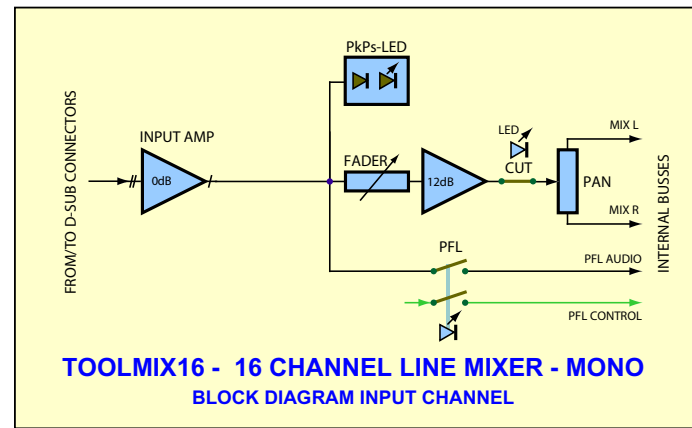 PkPs-LED
FROM/TO D-SUB CONNECTORS
INPUT AMP
0dB
FADER
12dB
LED
CUT
PAN
MIX L
MIX R
INTERNAL BUSSES
PFL
PFL AUDIO
PFL CONTROL
TOOLMIX16 - 16 CHANNEL LINE MIXER - MONO
BLOCK DIAGRAM INPUT CHANNEL